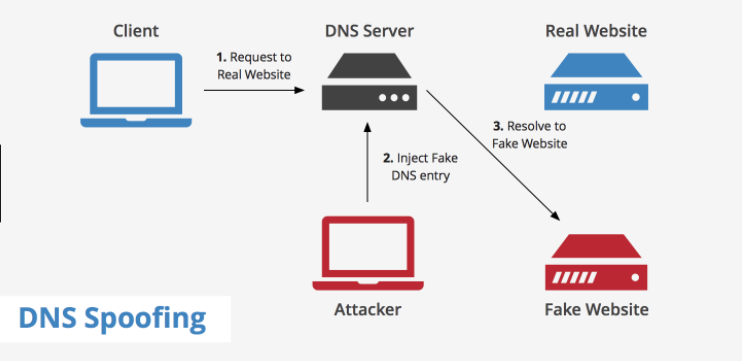 Client
DNS Server
Real Website
1. Request to
Real Website
2. Inject Fake
DNS entry
3. Resolve to
Fake Website
Attacker
Fake Website
DNS Spoofing